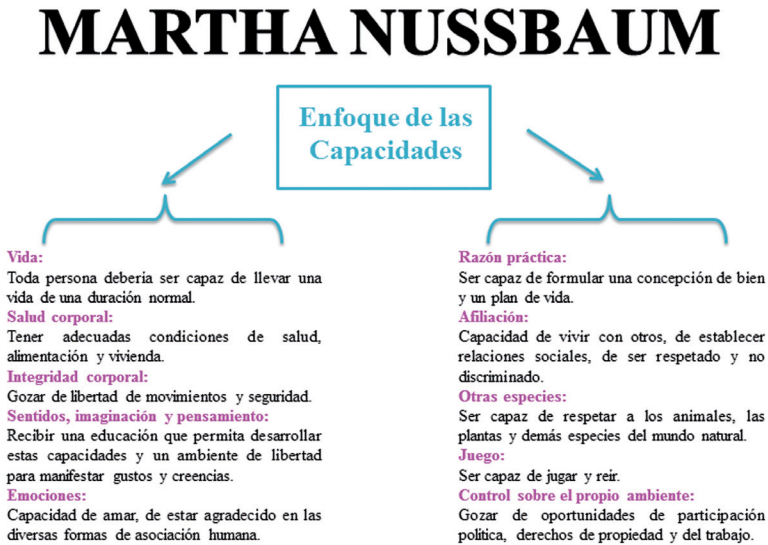 MARTHA NUSSBAUM
Enfoque de las
Capacidades
Vida:
Toda persona deberia ser capaz de llevar una
vida de una duración normal.
Salud corporal:
Tener adecuadas condiciones de salud,
alimentación y vivienda.
Integridad corporal:
Gozar de libertad de movimientos y seguridad.
Sentidos, imaginación y pensamiento:
Recibir una educación que permita desarrollar
estas capacidades y un ambiente de libertad
para manifestar gustos y creencias.
Emociones:
Capacidad de amar, de estar agradecido en las
diversas formas de asociación humana.
Razón práctica:
Ser capaz de formular una concepción de bien
y un plan de vida.
Afiliación:
Capacidad de vivir con otros, de establecer
relaciones sociales, de ser respetado y no
discriminado.
Otras especies:
Ser capaz de respetar a los animales, las
plantas y demás especies del mundo natural.
Juego:
Ser capaz de jugar y reir.
Control sobre el propio ambiente:
Gozar de oportunidades de participación
politica, derechos de propiedad y del trabajo.